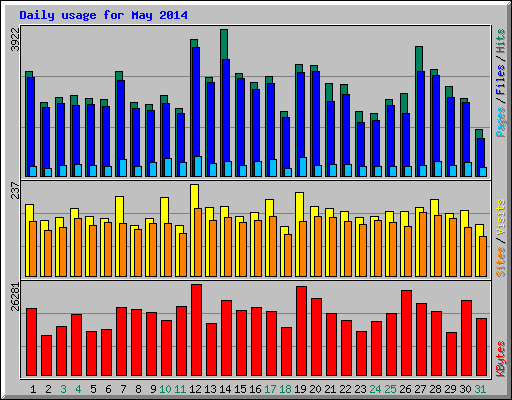 Daily usage for May 2014
3922
Pages / Files / Hits
237
Sites / Visits
26281
KBytes
1 2 3 4 5 6 7 8 9 10 11 12 13 14 15 16 17 18 19 20 21 22 23 24 25 26 27 28 29 30 31